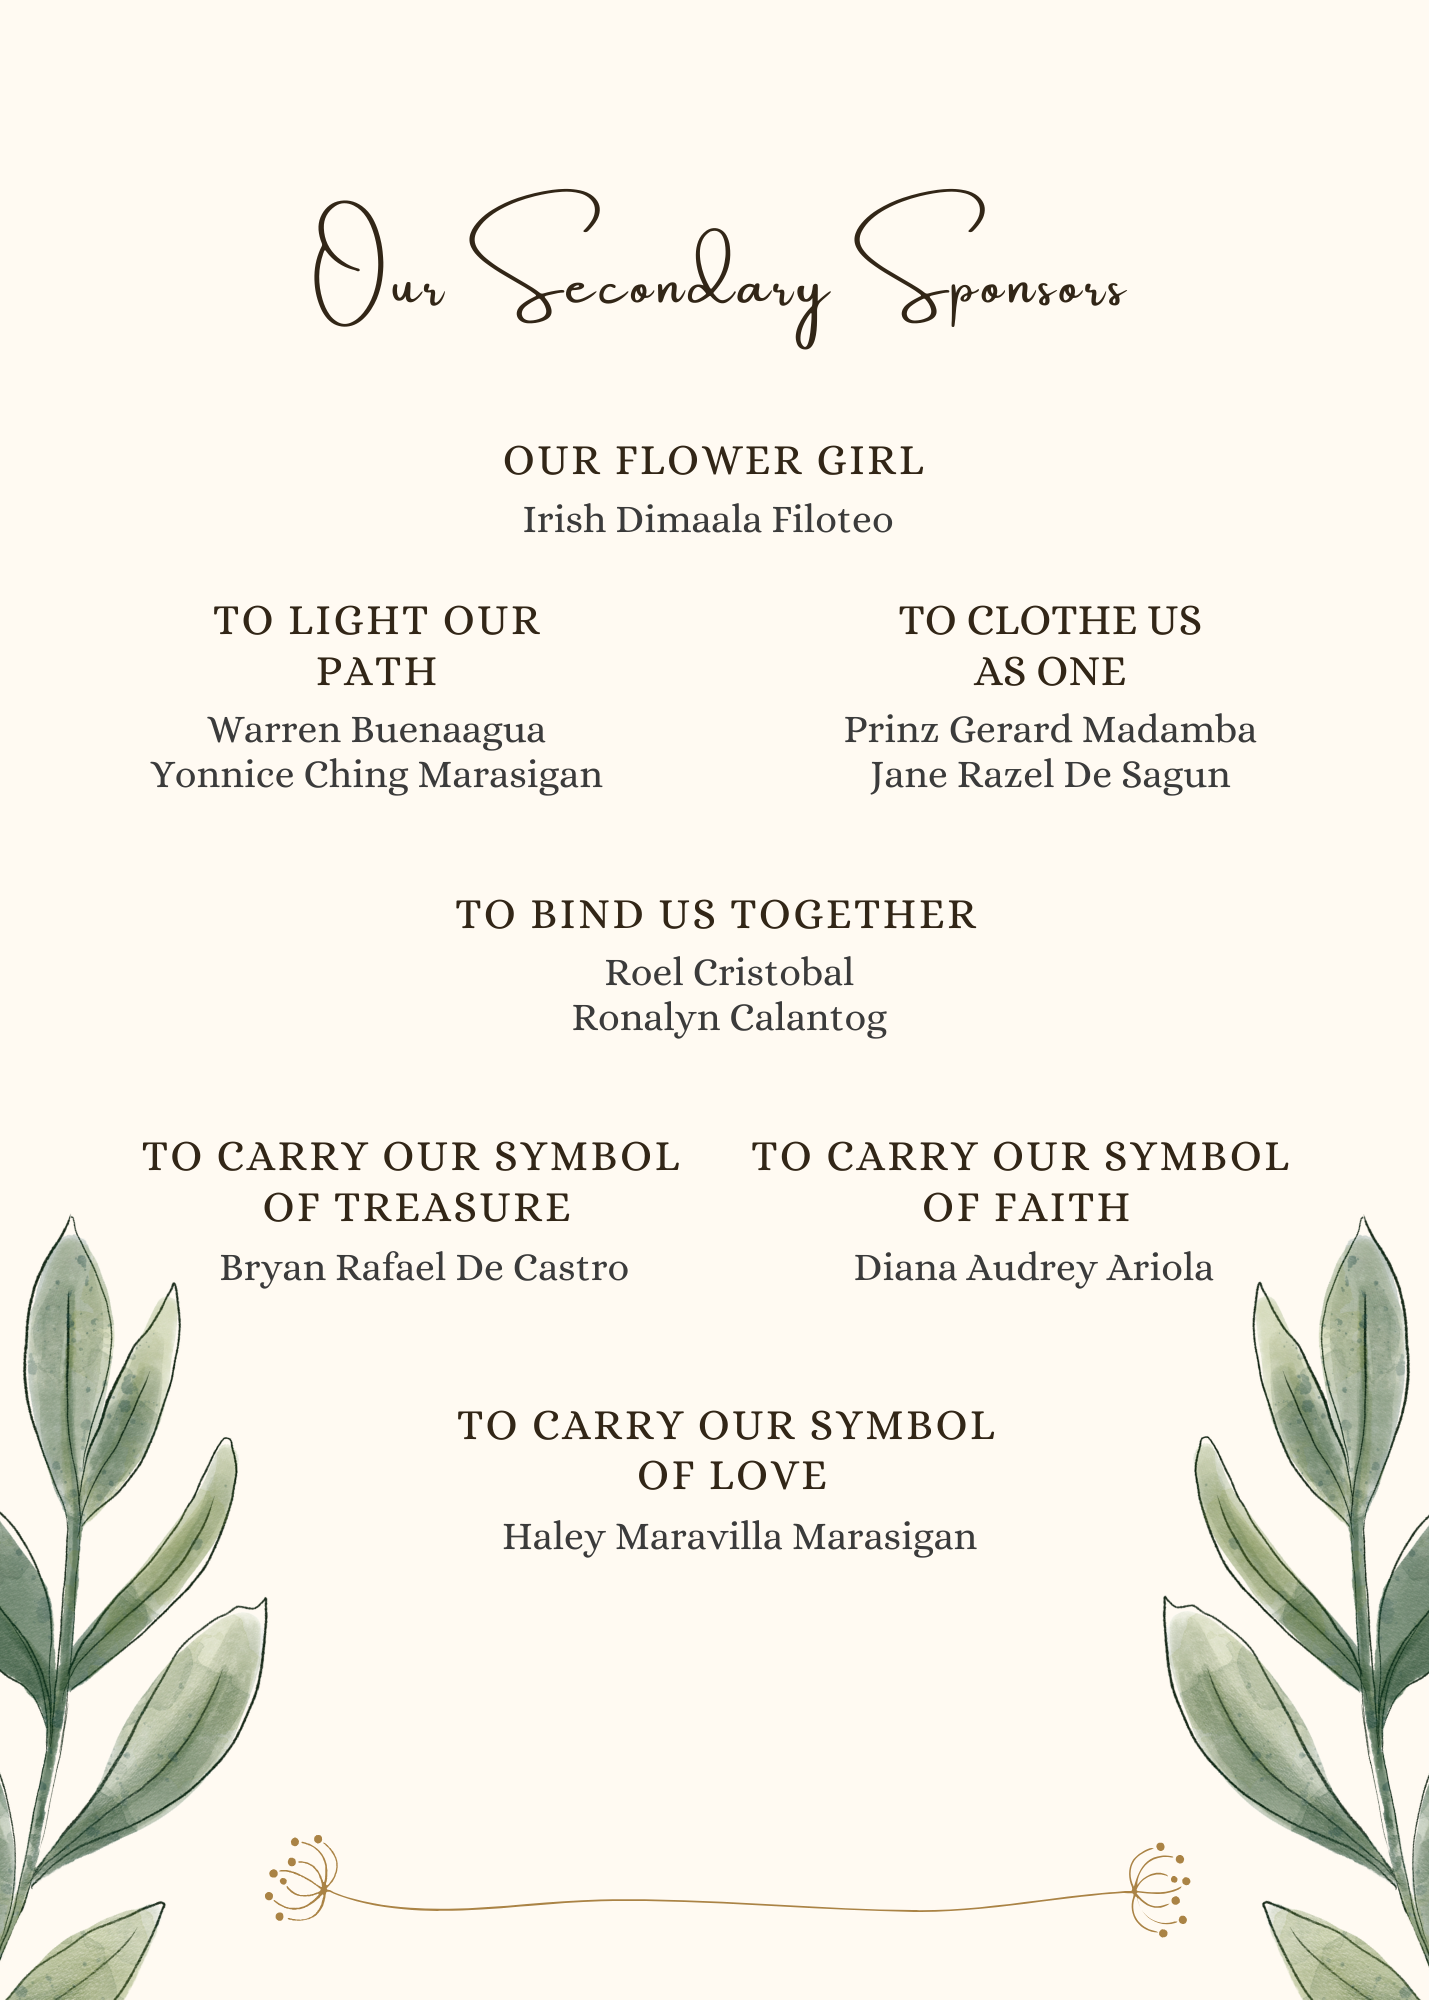 Our Secondary Sponsors
OUR FLOWER GIRL
Irish Dimaala Filoteo
TO LIGHT OUR
PATH
Warren Buenaagua
Yonnice Ching Marasigan
TO CLOTHE US
AS ONE
Prinz Gerard Madamba
Jane Razel De Sagun
TO BIND US TOGETHER
Roel Cristobal
Ronalyn Calantog
TO CARRY OUR SYMBOL
OF TREASURE
Bryan Rafael De Castro
TO CARRY OUR SYMBOL
OF FAITH
Diana Audrey Ariola
TO CARRY OUR SYMBOL
OF LOVE
Haley Maravilla Marasigan